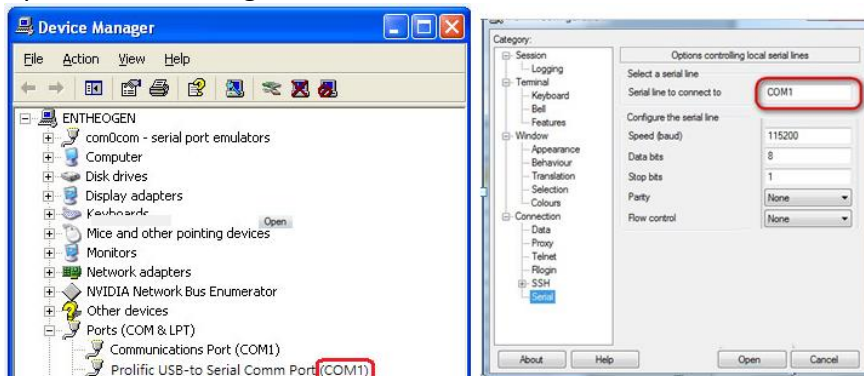 Device Manager
File Action View Help
ENTHEOGEN
com0com - serial port emulators
Computer
Disk drives
Display adapters
Keyboards
Open
Mice and other pointing devices
Monitors
Network adapters
NVIDIA Network Bus Enumerator
Other devices
Ports (COM & LPT)
Communications Port (COM1)
Prolific USB-to Serial Comm Port (COM1)
Category:
Session
Logging
Terminal
Keyboard
Bell
Features
Window
Appearance
Behaviour
Translation
Selection
Colours
Connection
Data
Proxy
Telnet
Rlogin
SSH
Serial
Options controlling local serial lines
Select a serial line
Serial line to connect to COM1
Configure the serial line
Speed (baud) 115200
Data bits 8
Stop bits 1
Parity None
Flow control None
About Help Open Cancel